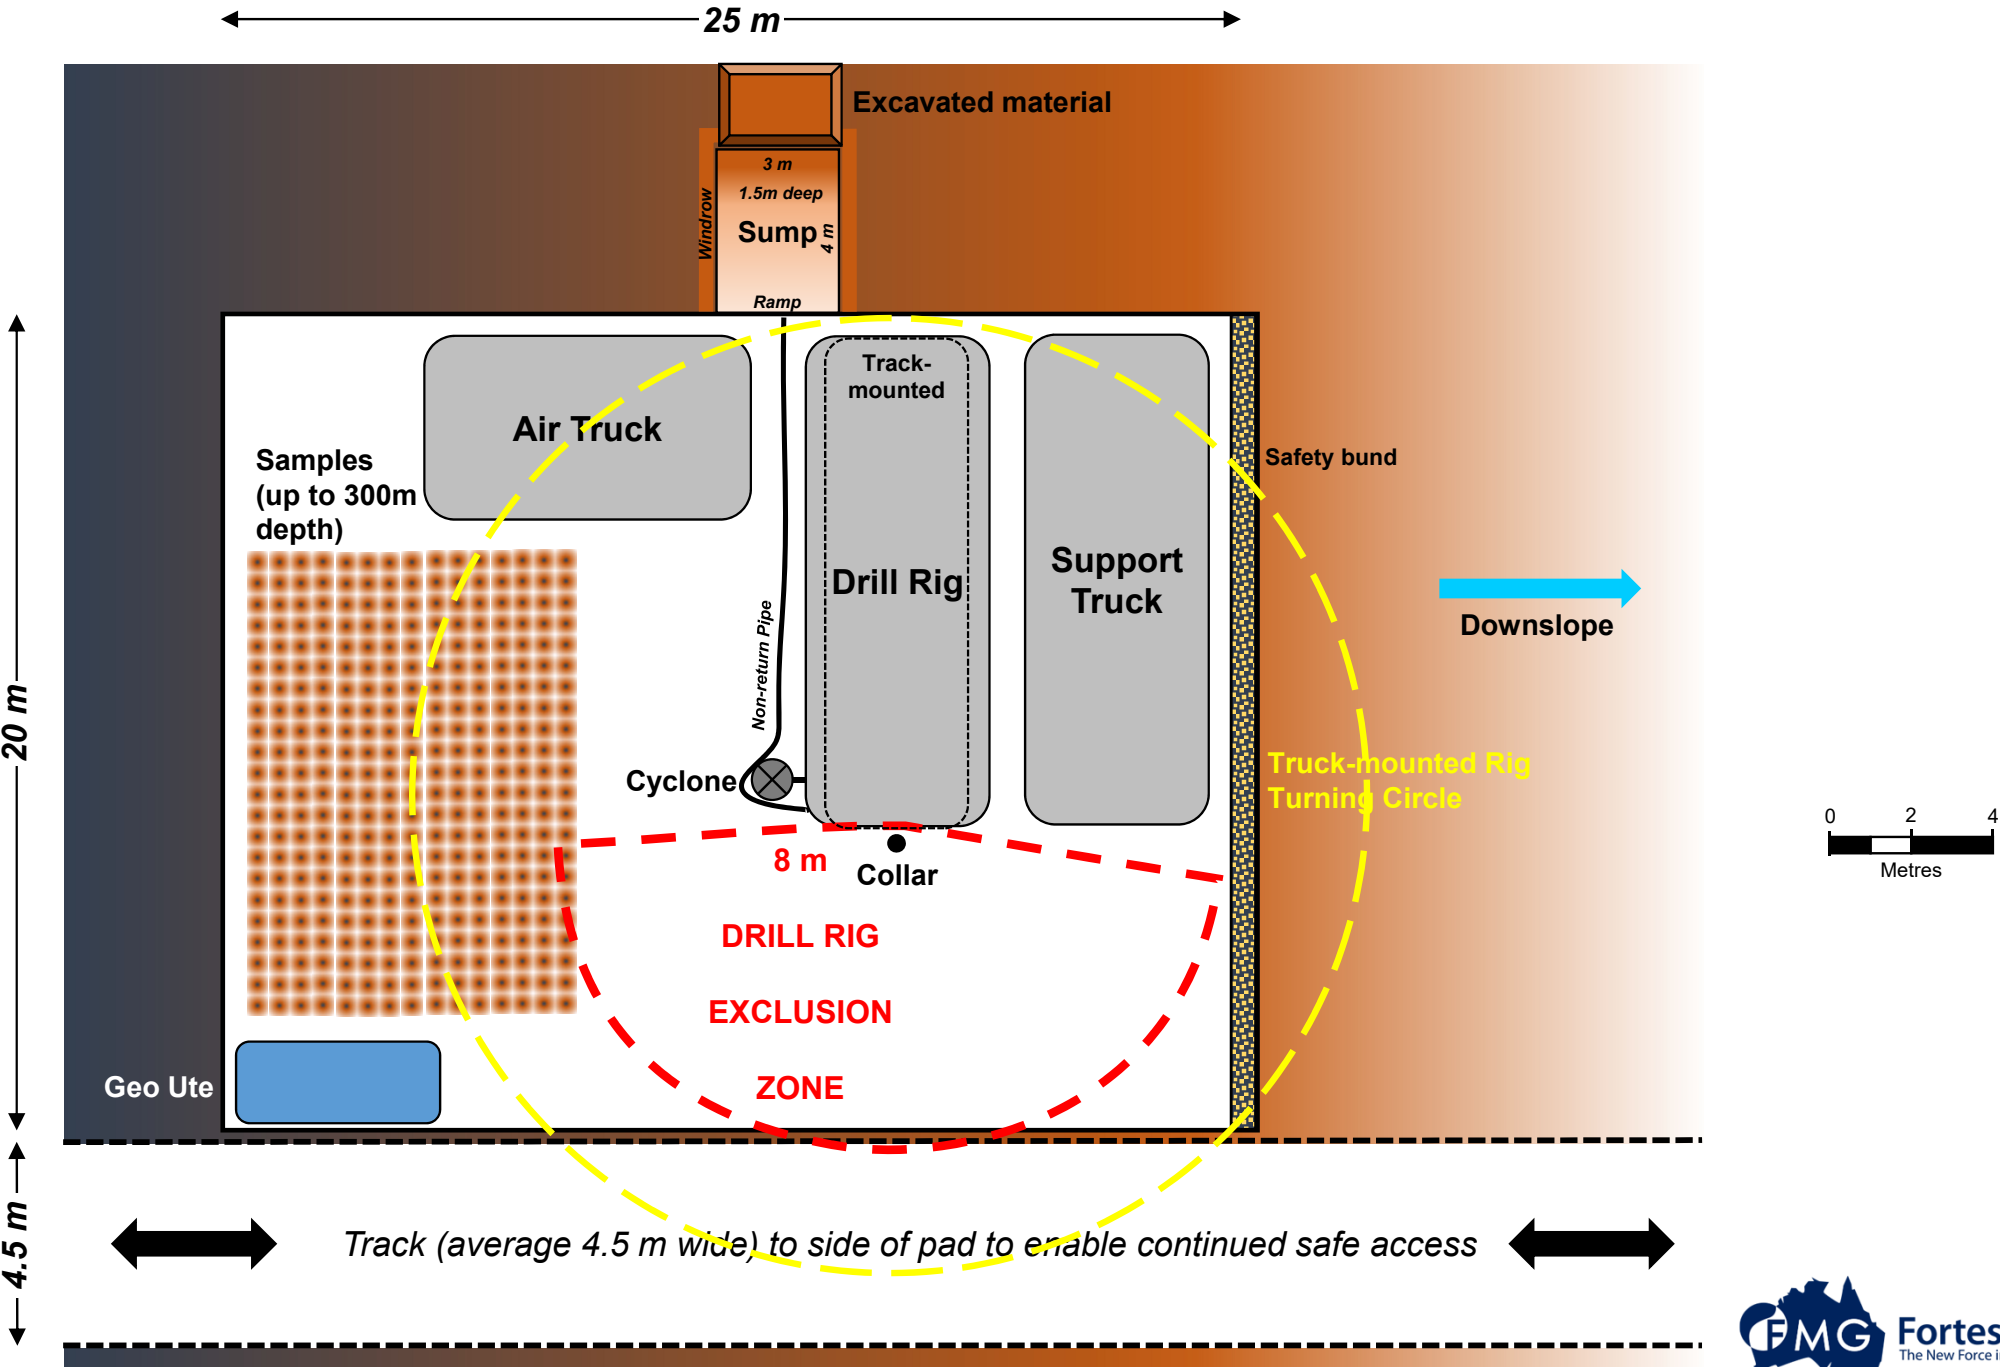 25 m
Excavated material
3 m
1.5m deep
Windrow
Sump
4 m
Ramp
Track-
mounted
Air Truck
Samples
(up to 300m
depth)
Safety bund
Drill Rig
Support
Truck
Downslope
Non-return Pipe
20 m
Cyclone
Truck-mounted Rig
Turning Circle
0 2 4
Metres
8 m
Collar
DRILL RIG
EXCLUSION
ZONE
Geo Ute
4.5 m
Track (average 4.5 m wide) to side of pad to enable continued safe access
FMG
Fortes
The New Force i